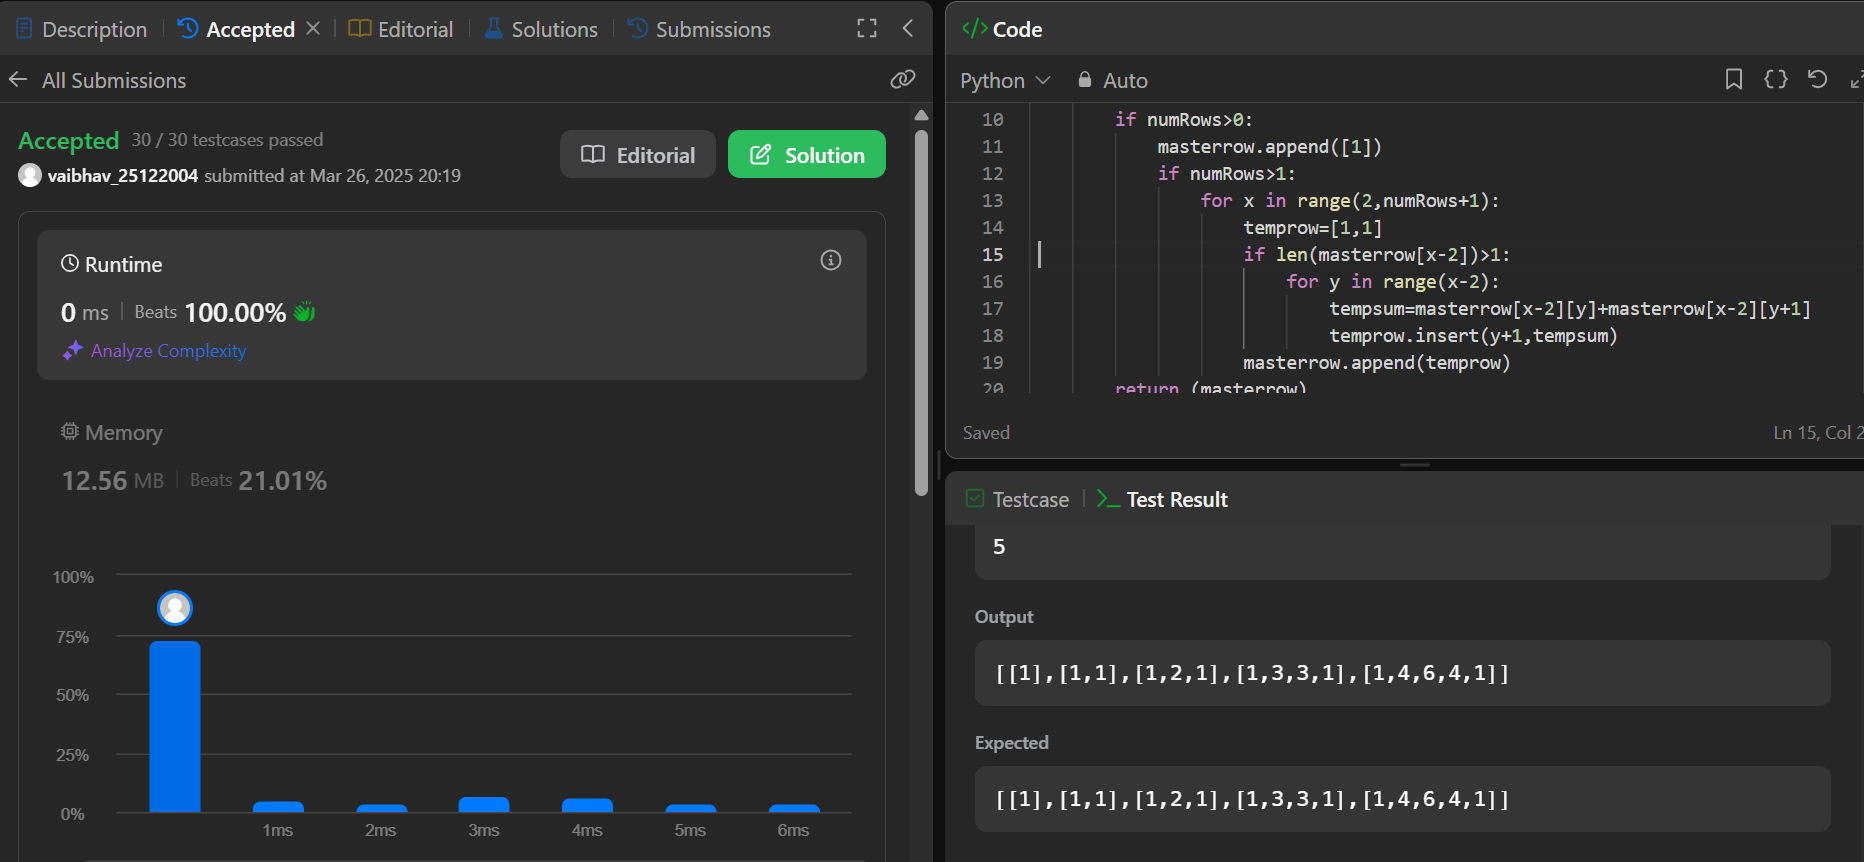 Description | Accepted × | Editorial | Solutions | Submissions
All Submissions
Accepted 30 / 30 testcases passed
vaibhav_25122004 submitted at Mar 26, 2025 20:19
Editorial
Solution
Runtime
0 ms | Beats 100.00%
Analyze Complexity
Memory
12.56 MB | Beats 21.01%
100%
75%
50%
25%
0%
1ms 2ms 3ms 4ms 5ms 6ms
</> Code
Python Auto
10 if numRows>0:
11 masterrow.append([1])
12 if numRows>1:
13 for x in range(2,numRows+1):
14 temprow=[1,1]
15 if len(masterrow[x-2])>1:
16 for y in range(x-2):
17 tempsum=masterrow[x-2][y]+masterrow[x-2][y+1]
18 temprow.insert(y+1,tempsum)
19 masterrow.append(temprow)
20 return (masterrow)
Saved
Ln 15, Col 2
Testcase | >_ Test Result
5
Output
[[1],[1,1],[1,2,1],[1,3,3,1],[1,4,6,4,1]]
Expected
[[1],[1,1],[1,2,1],[1,3,3,1],[1,4,6,4,1]]